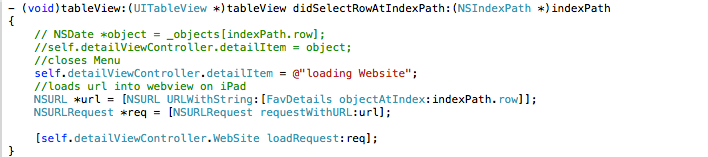 - (void)tableView:(UITableView *)tableView didSelectRowAtIndexPath:(NSIndexPath *)indexPath
{
    // NSDate *object = _objects[indexPath.row];
    //self.detailViewController.detailItem = object;
    //closes Menu
    self.detailViewController.detailItem = @"loading Website";
    //loads url into webview on iPad
    NSURL *url = [NSURL URLWithString:[FavDetails objectAtIndex:indexPath.row]];
    NSURLRequest *req = [NSURLRequest requestWithURL:url];

    [self.detailViewController.WebSite loadRequest:req];
}